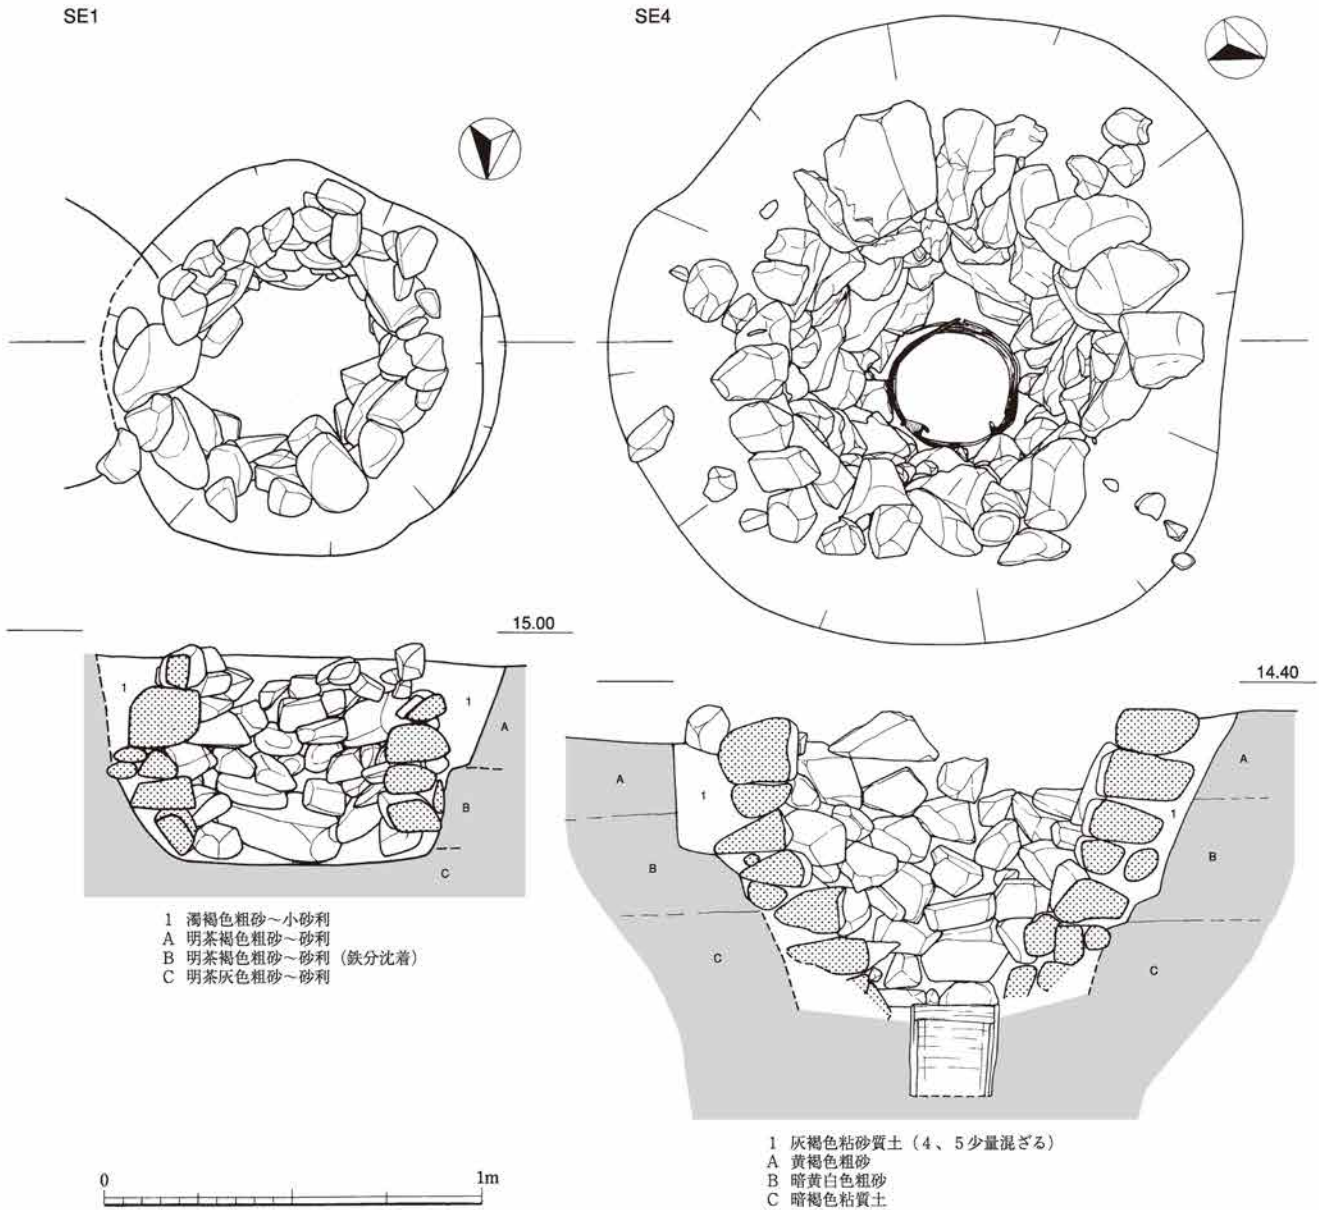 SE1
SE4
15.00
14.40
1
1
A
B
C
A
1
B
C
A
1
B
C
1 濁褐色粗砂~小砂利
A 明茶褐色粗砂~砂利
B 明茶褐色粗砂~砂利(鉄分沈着)
C 明茶灰色粗砂~砂利
1 灰褐色粘砂質土(4、5少量混ざる)
A 黄褐色粗砂
B 暗黄白色粗砂
C 暗褐色粘質土
0
1m